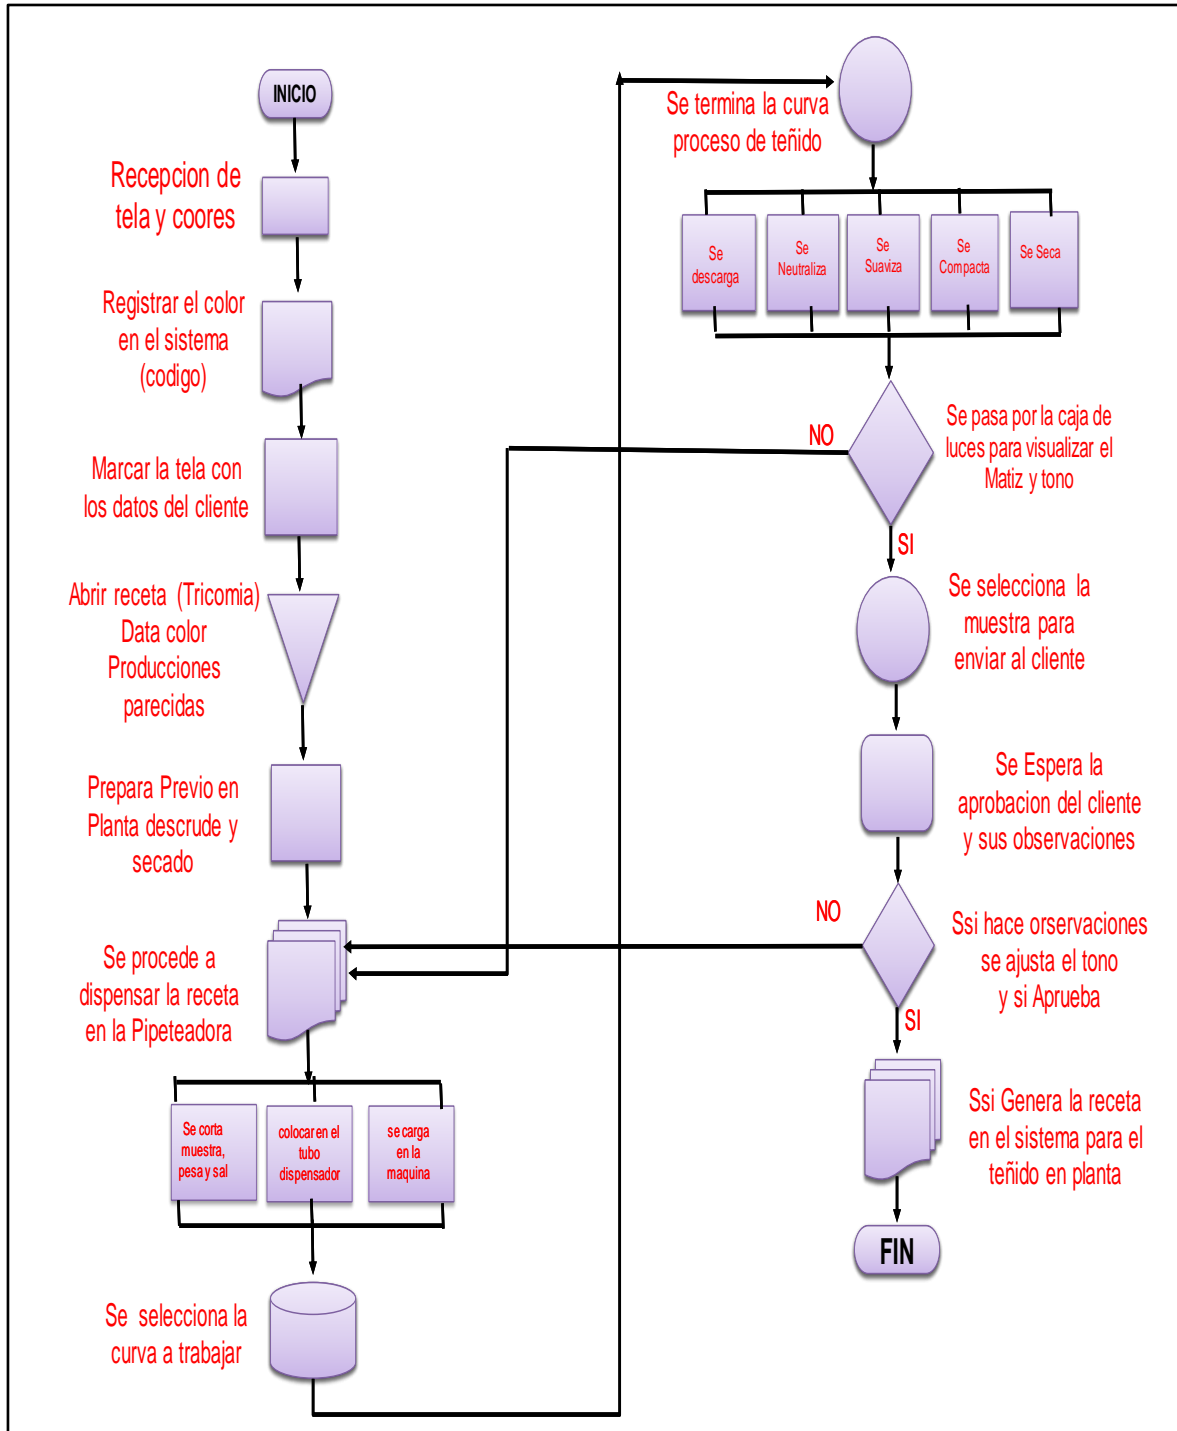 INICIO
Recepcion de
tela y coores
Registrar el color
en el sistema
(codigo)
Marcar la tela con
los datos del cliente
Abrir receta (Tricomia)
Data color
Producciones
parecidas
Prepara Previo en
Planta descrude y
secado
Se procede a
dispensar la receta
en la Pipeteadora
Se corta
muestra,
pesa y sal
colocar en el
tubo
dispensador
se carga
en la
maquina
Se selecciona la
curva a trabajar
Se termina la curva
proceso de teñido
Se
descarga
Se
Neutraliza
Se
Suaviza
Se
Compacta
Se Seca
NO
Se pasa por la caja de
luces para visualizar el
Matiz y tono
SI
Se selecciona la
muestra para
enviar al cliente
Se Espera la
aprobacion del cliente
y sus observaciones
NO
Ssi hace orservaciones
se ajusta el tono
y si Aprueba
SI
Ssi Genera la receta
en el sistema para el
teñido en planta
FIN